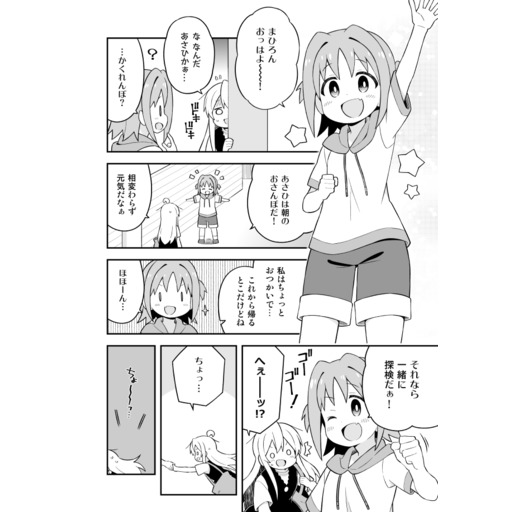 まひろん
おっはよ～～～！
ななんだ
あさひかぁ…
…かくれんぼ？
？
ドキ
ドキ
あさひは朝の
おさんぽだ！
相変わらず
元気だなぁ
私はちょっと
おつかいで…
これから帰る
とこだけどね
ほほーん…
それなら
一緒に
探検だぁ！
ゴー
ゴー！
へぇーーッ!?
ちょっ…
ちょ～～～っ